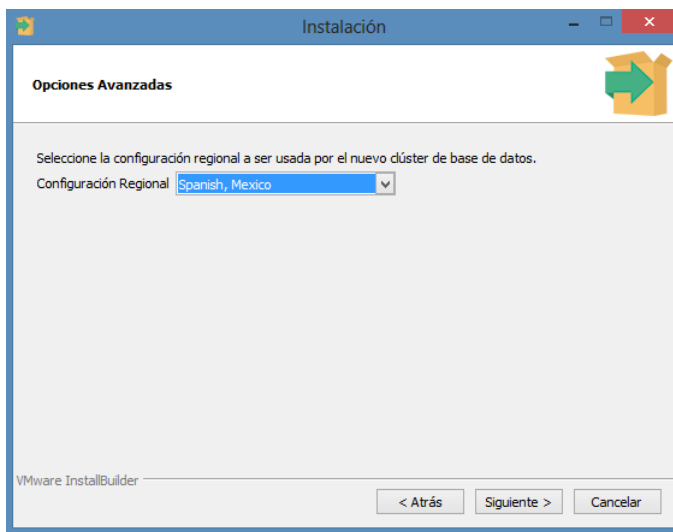 Instalación
Opciones Avanzadas
Seleccione la configuración regional a ser usada por el nuevo clúster de base de datos.
Configuración Regional Spanish, Mexico
VMware InstallBuilder
< Atrás Siguiente > Cancelar